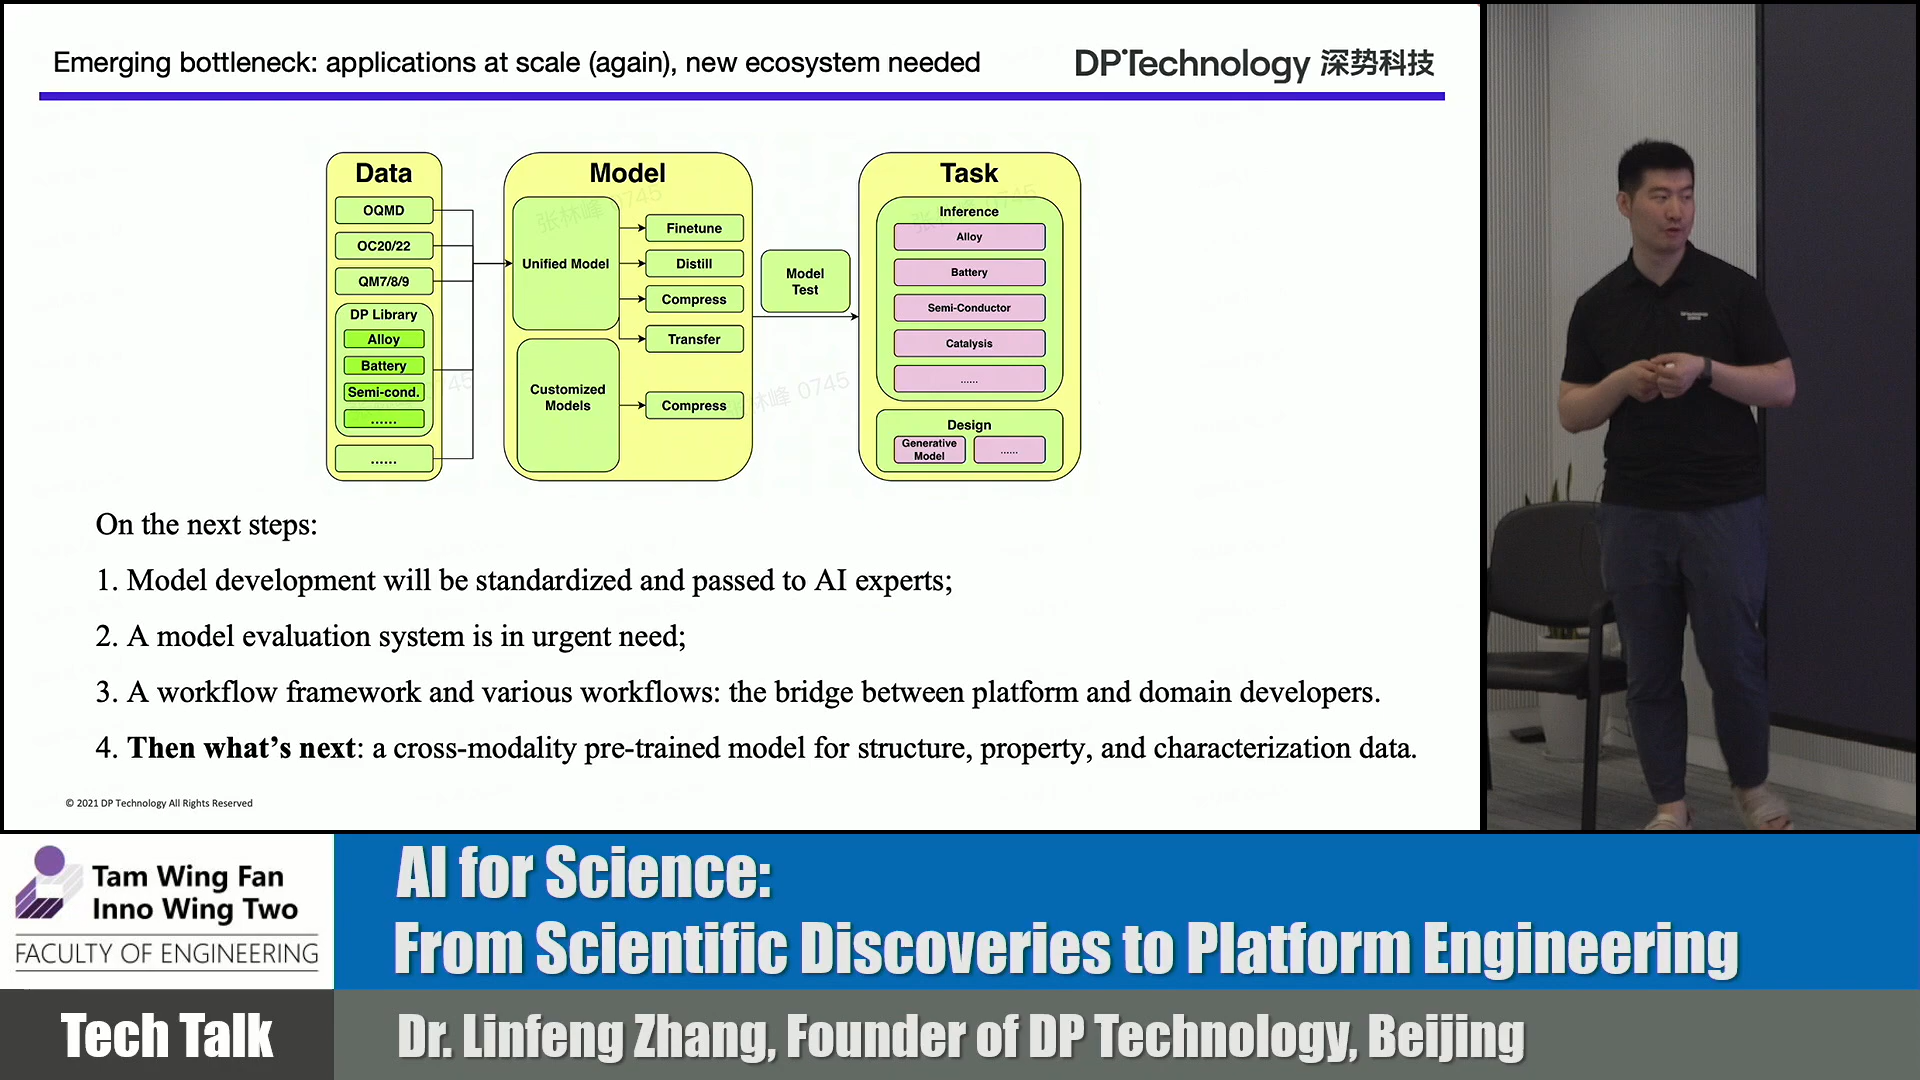 Emerging bottleneck: applications at scale (again), new ecosystem needed
DP Technology 深势科技
Data
OQMD
OC20/22
QM7/8/9
DP Library
Alloy
Battery
Semi-cond.
......
......
Model
Unified Model
Finetune
Distill
Compress
Transfer
Customized
Models
Compress
Model
Test
Task
Inference
Alloy
Battery
Semi-Conductor
Catalysis
......
Design
Generative
Model
......
张林峰 0745
On the next steps:
1. Model development will be standardized and passed to AI experts;
2. A model evaluation system is in urgent need;
3. A workflow framework and various workflows: the bridge between platform and domain developers.
4. Then what’s next: a cross-modality pre-trained model for structure, property, and characterization data.
© 2021 DP Technology All Rights Reserved
Tam Wing Fan
Inno Wing Two
FACULTY OF ENGINEERING
AI for Science:
From Scientific Discoveries to Platform Engineering
Tech Talk
Dr. Linfeng Zhang, Founder of DP Technology, Beijing